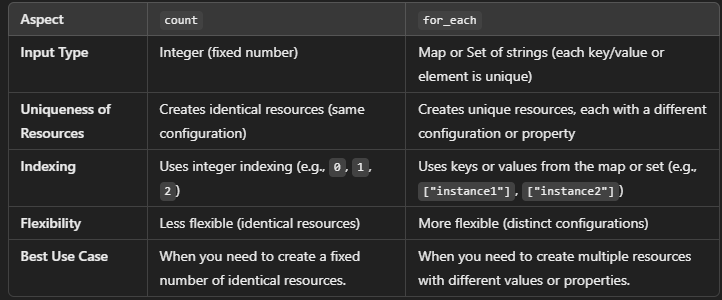 Aspect count for_each
Input Type Integer (fixed number) Map or Set of strings (each key/value or
element is unique)
Uniqueness of Creates identical resources (same Creates unique resources, each with a different
Resources configuration) configuration or property
Indexing Uses integer indexing (e.g., 0, 1, Uses keys or values from the map or set (e.g.,
2) ["instance1"], ["instance2"])
Flexibility Less flexible (identical resources) More flexible (distinct configurations)
Best Use Case When you need to create a fixed When you need to create multiple resources
number of identical resources. with different values or properties.